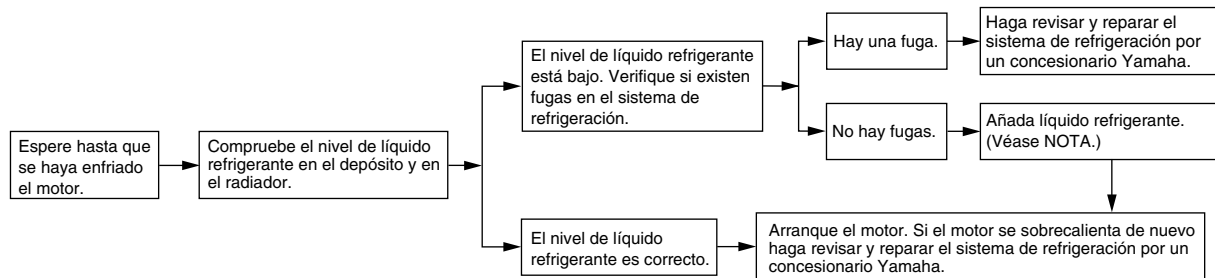 Espere hasta que
se haya enfriado
el motor.
Compruebe el nivel de líquido
refrigerante en el depósito y en
el radiador.
El nivel de líquido refrigerante
está bajo. Verifique si existen
fugas en el sistema de
refrigeración.
Hay una fuga.
Haga revisar y reparar el
sistema de refrigeración por
un concesionario Yamaha.
No hay fugas.
Añada líquido refrigerante.
(Véase NOTA.)
El nivel de líquido
refrigerante es correcto.
Arranque el motor. Si el motor se sobrecalienta de nuevo
haga revisar y reparar el sistema de refrigeración por un
concesionario Yamaha.